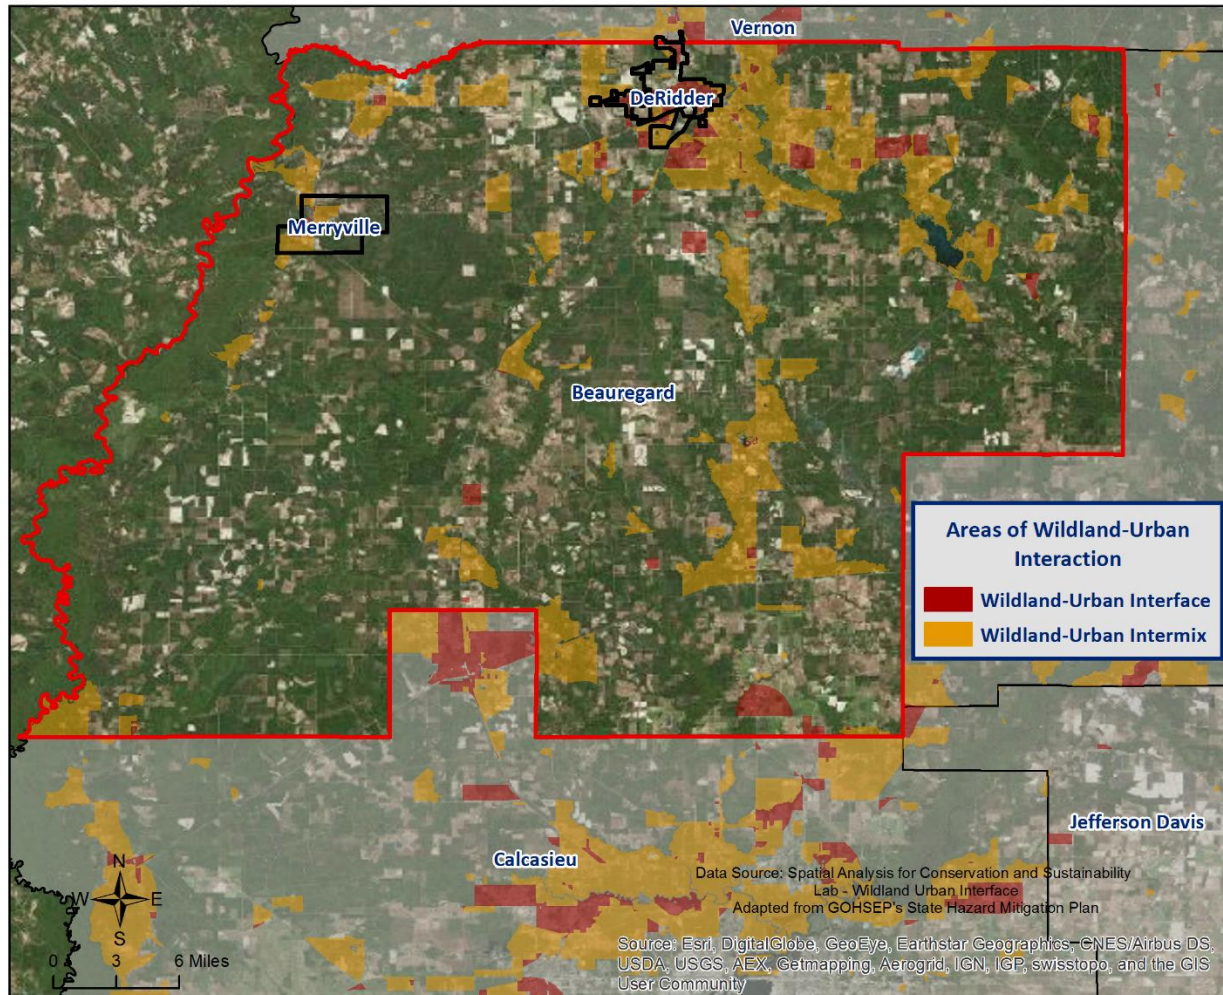 Vernon
DeRidder
Merryville
Beauregard
Areas of Wildland-Urban
Interaction
Wildland-Urban Interface
Wildland-Urban Intermix
Jefferson Davis
Calcasieu
Data Source: Spatial Analysis for Conservation and Sustainability
Lab - Wildland Urban Interface
Adapted from GOHSEP's State Hazard Mitigation Plan
N
W E
S
0 3 6 Miles
Source: Esri, DigitalGlobe, GeoEye, Earthstar Geographics, CNES/Airbus DS,
USDA, USGS, AEX, Getmapping, Aerogrid, IGN, IGP, swisstopo, and the GIS
User Community